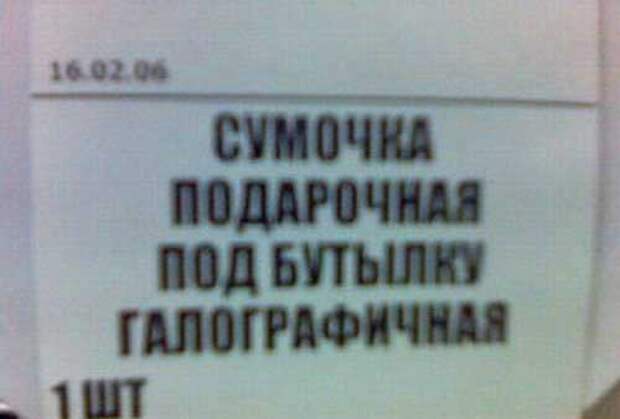 16.02.06
СУМОЧКА
ПОДАРОЧНАЯ
ПОД БУТЫЛКУ
ГАЛОГРАФИЧНАЯ
1 ШТ